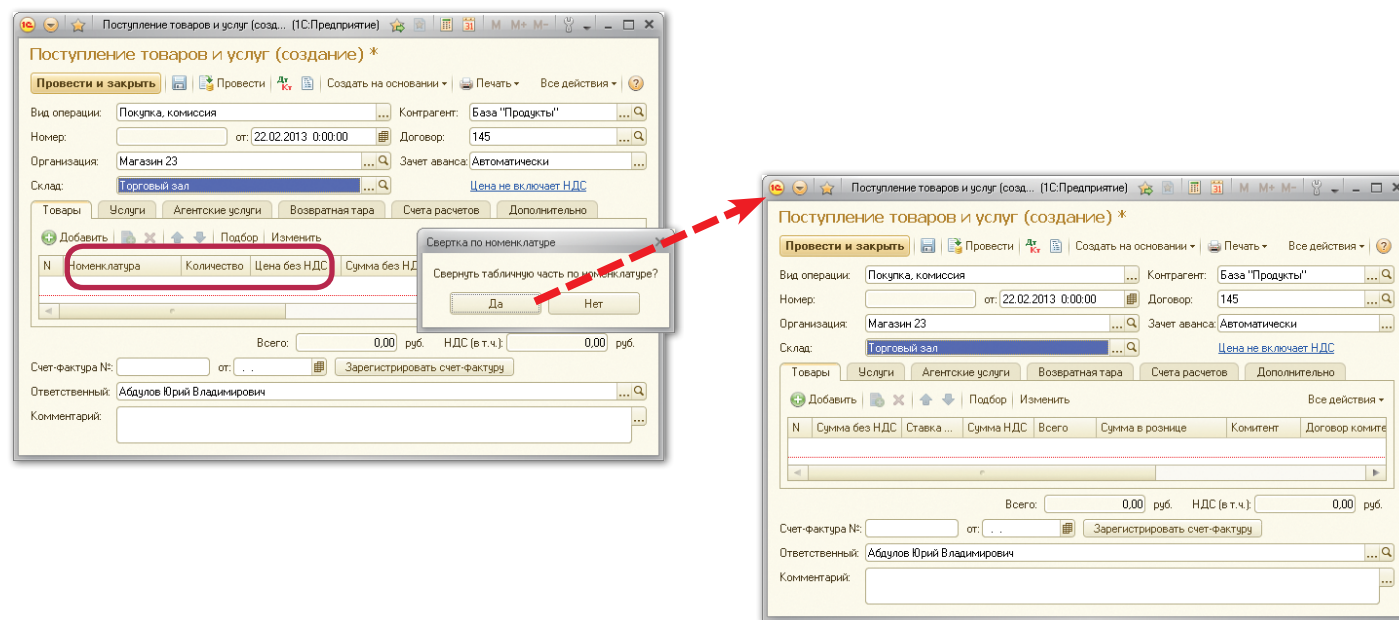 Поступление товаров и услуг (созд... (1С:Предприятие) M M+ M-
Поступление товаров и услуг (создание) *
Провести и закрыть Провести Создать на основании Печать Все действия
Вид операции: Покупка, комиссия ... Контрагент: База "Продукты" ...
Номер: от: 22.02.2013 0:00:00 Договор: 145 ...
Организация: Магазин 23 ... Зачет аванса: Автоматически ...
Склад: Торговый зал ... Цена не включает НДС
Товары Услуги Агентские услуги Возвратная тара Счета расчетов Дополнительно
Добавить Подбор Изменить
N Номенклатура Количество Цена без НДС Сумма без НД
Свертка по номенклатуре
Свернуть табличную часть по номенклатуре?
Да Нет
Всего: 0,00 руб. НДС (в т.ч.): 0,00 руб.
Счет-фактура №: от: . . Зарегистрировать счет-фактуру
Ответственный: Абдулов Юрий Владимирович ...
Комментарий: ...
Поступление товаров и услуг (созд... (1С:Предприятие) M M+ M-
Поступление товаров и услуг (создание) *
Провести и закрыть Провести Создать на основании Печать Все действия
Вид операции: Покупка, комиссия ... Контрагент: База "Продукты" ...
Номер: от: 22.02.2013 0:00:00 Договор: 145 ...
Организация: Магазин 23 ... Зачет аванса: Автоматически ...
Склад: Торговый зал ... Цена не включает НДС
Товары Услуги Агентские услуги Возвратная тара Счета расчетов Дополнительно
Добавить Подбор Изменить Все действия
N Сумма без НДС Ставка ... Сумма НДС Всего Сумма в рознице Комитент Договор комите
Всего: 0,00 руб. НДС (в т.ч.): 0,00 руб.
Счет-фактура №: от: . . Зарегистрировать счет-фактуру
Ответственный: Абдулов Юрий Владимирович ...
Комментарий: ...